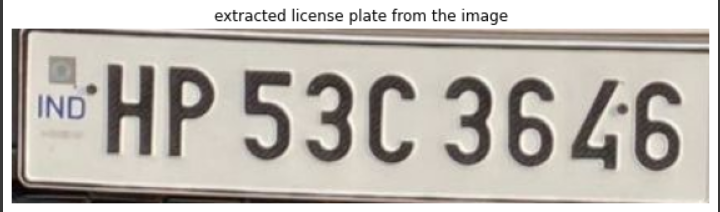 extracted license plate from the image
IND HP 53C 3646